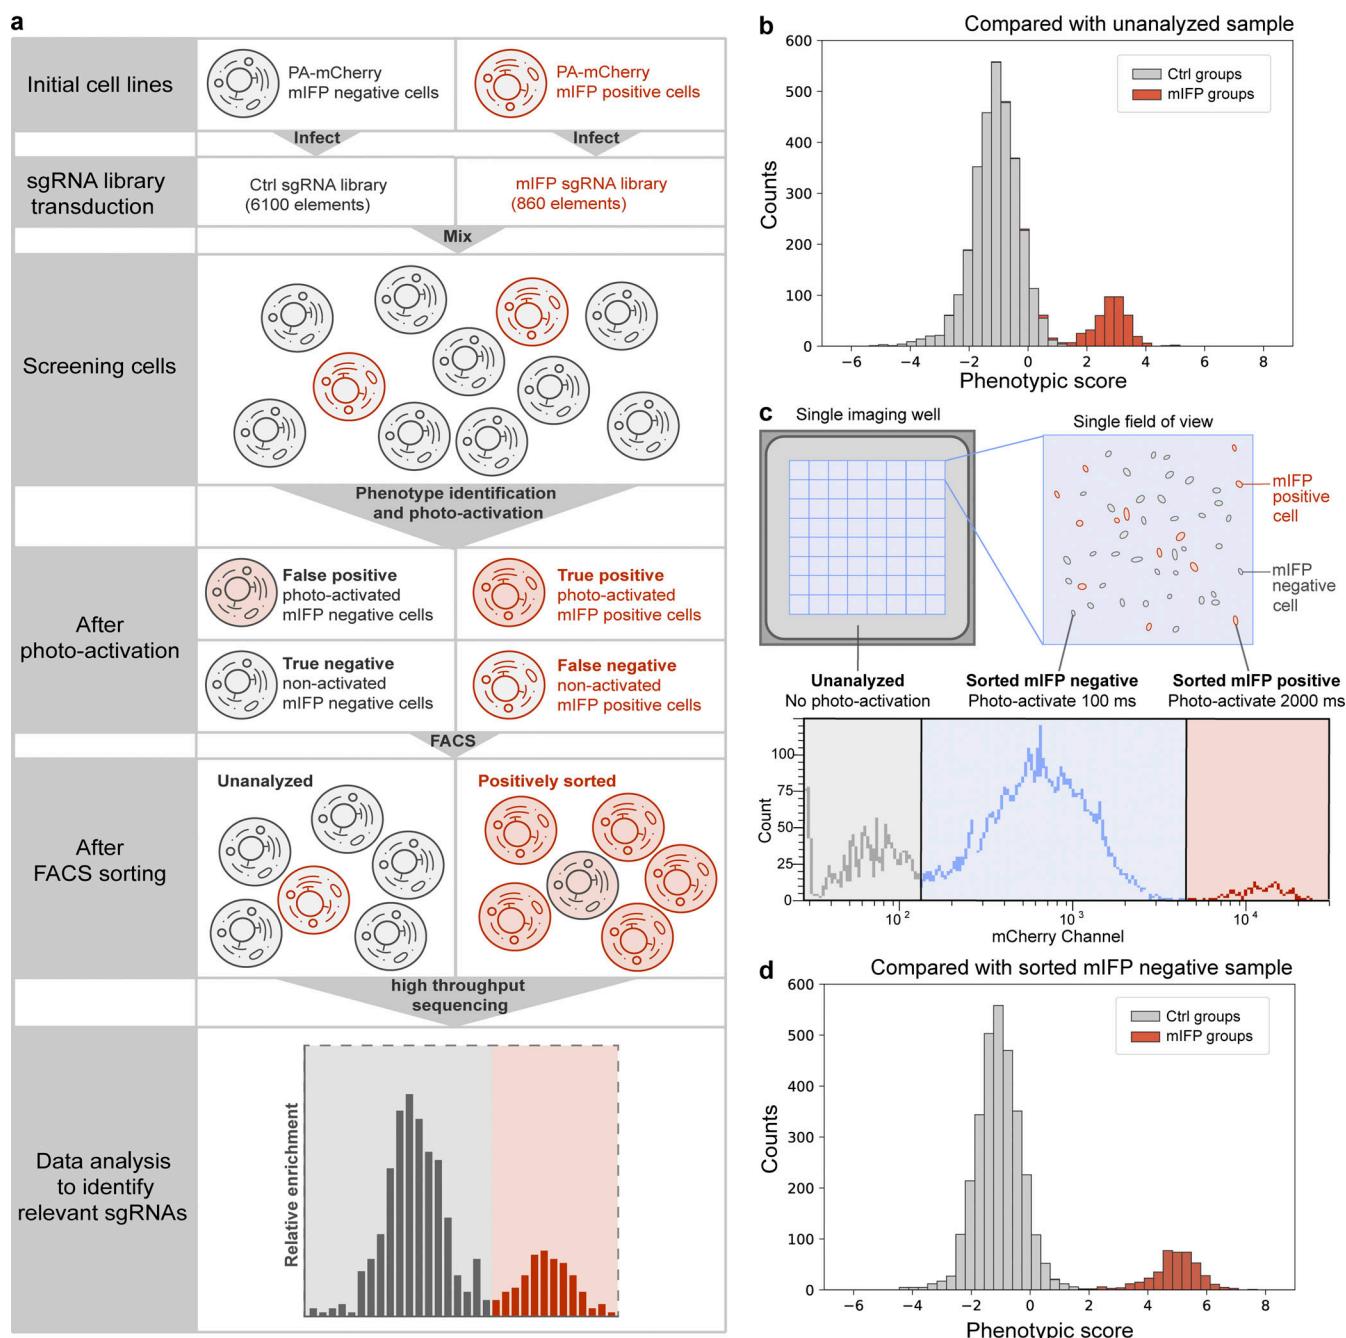 a
Initial cell lines
PA-mCherry
mIFP negative cells
PA-mCherry
mIFP positive cells
Infect
Infect
sgRNA library
transduction
Ctrl sgRNA library
(6100 elements)
mIFP sgRNA library
(860 elements)
Mix
Screening cells
Phenotype identification
and photo-activation
After
photo-activation
False positive
photo-activated
mIFP negative cells
True positive
photo-activated
mIFP positive cells
True negative
non-activated
mIFP negative cells
False negative
non-activated
mIFP positive cells
FACS
After
FACS sorting
Unanalyzed
Positively sorted
high throughput
sequencing
Data analysis
to identify
relevant sgRNAs
Relative enrichment
b
Compared with unanalyzed sample
Ctrl groups
mIFP groups
Counts
600
500
400
300
200
100
0
−6 −4 −2 0 2 4 6 8
Phenotypic score
c
Single imaging well
Single field of view
mIFP
positive
cell
mIFP
negative
cell
Unanalyzed
No photo-activation
Sorted mIFP negative
Photo-activate 100 ms
Sorted mIFP positive
Photo-activate 2000 ms
Count
100
75
50
25
0
10² 10³ 10⁴
mCherry Channel
d
Compared with sorted mIFP negative sample
Ctrl groups
mIFP groups
Counts
600
500
400
300
200
100
0
−6 −4 −2 0 2 4 6 8
Phenotypic score